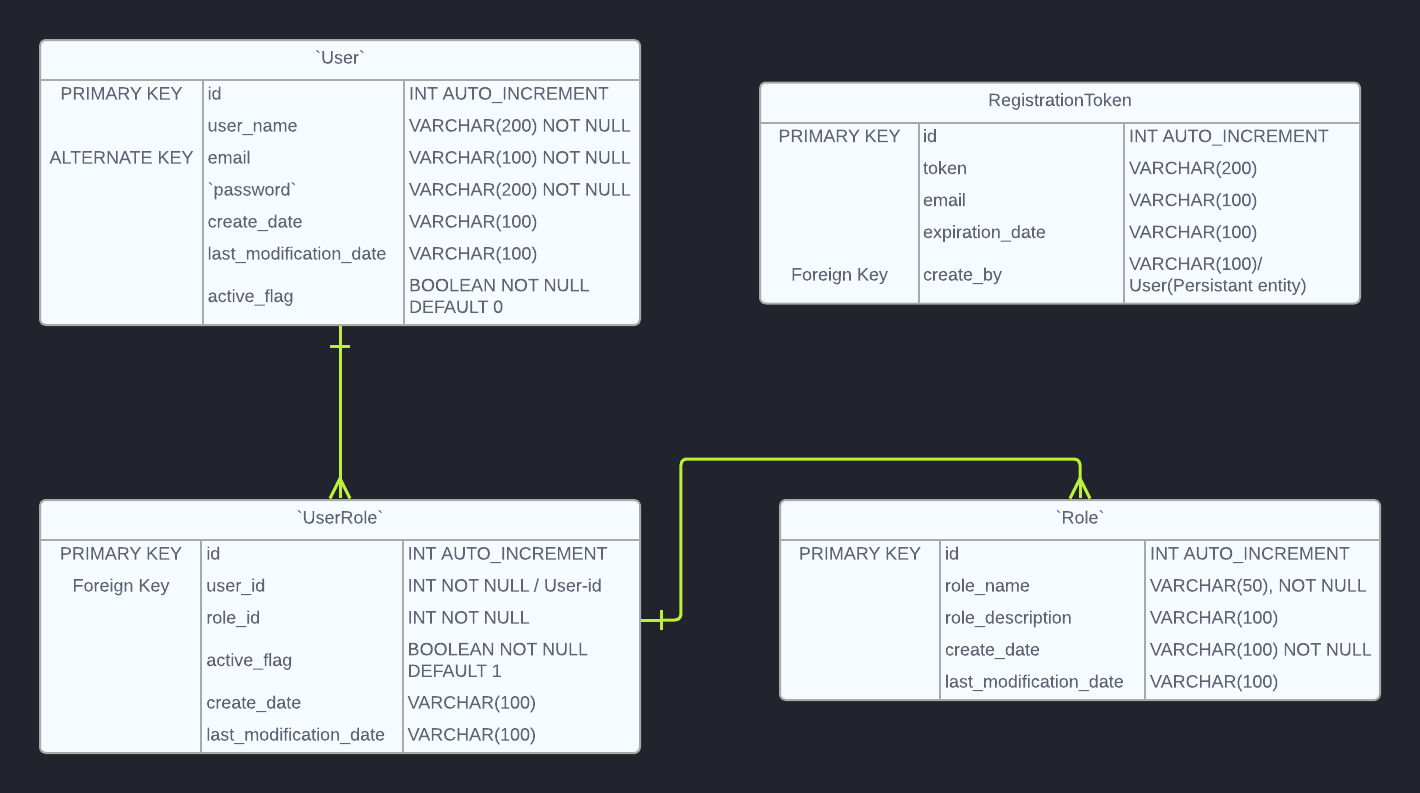 `User`
PRIMARY KEY id INT AUTO_INCREMENT
user_name VARCHAR(200) NOT NULL
ALTERNATE KEY email VARCHAR(100) NOT NULL
`password` VARCHAR(200) NOT NULL
create_date VARCHAR(100)
last_modification_date VARCHAR(100)
active_flag BOOLEAN NOT NULL
DEFAULT 0
RegistrationToken
PRIMARY KEY id INT AUTO_INCREMENT
token VARCHAR(200)
email VARCHAR(100)
expiration_date VARCHAR(100)
Foreign Key create_by VARCHAR(100)/
User(Persistant entity)
`UserRole`
PRIMARY KEY id INT AUTO_INCREMENT
Foreign Key user_id INT NOT NULL / User-id
role_id INT NOT NULL
active_flag BOOLEAN NOT NULL
DEFAULT 1
create_date VARCHAR(100)
last_modification_date VARCHAR(100)
`Role`
PRIMARY KEY id INT AUTO_INCREMENT
role_name VARCHAR(50), NOT NULL
role_description VARCHAR(100)
create_date VARCHAR(100) NOT NULL
last_modification_date VARCHAR(100)